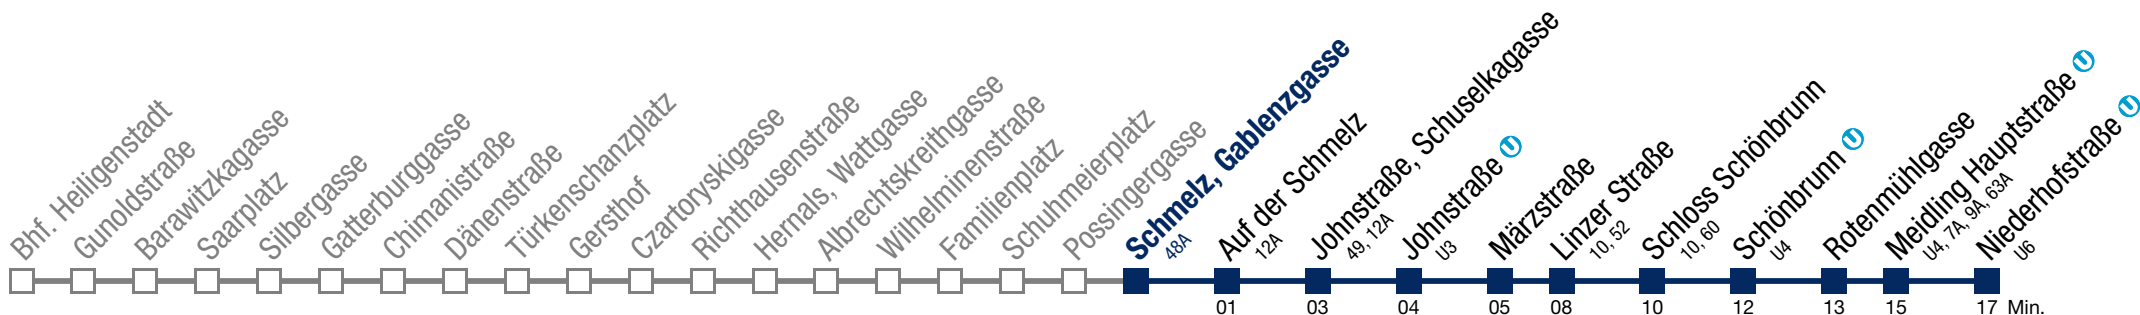 Bhf. Heiligenstadt
Gunoldstraße
Barawitzkagasse
Saarplatz
Silbergasse
Gatterburggasse
Chimanistraße
Dänenstraße
Türkenschanzplatz
Gersthof
Czartoryskigasse
Richthausenstraße
Hernals, Wattgasse
Albrechtskreithgasse
Wilhelminenstraße
Familienplatz
Schuhmeierplatz
Possingergasse
Schmelz, Gablenzgasse
48A
Auf der Schmelz
12A
Johnstraße, Schuselkagasse
49, 12A
Johnstraße U
U3
Märzstraße
Linzer Straße
10, 52
Schloss Schönbrunn
10, 60
Schönbrunn U
U4
Rotenmühlgasse
Meidling Hauptstraße U
U4, 7A, 9A, 63A
Niederhofstraße U
U6
01 03 04 05 08 10 12 13 15 17 Min.